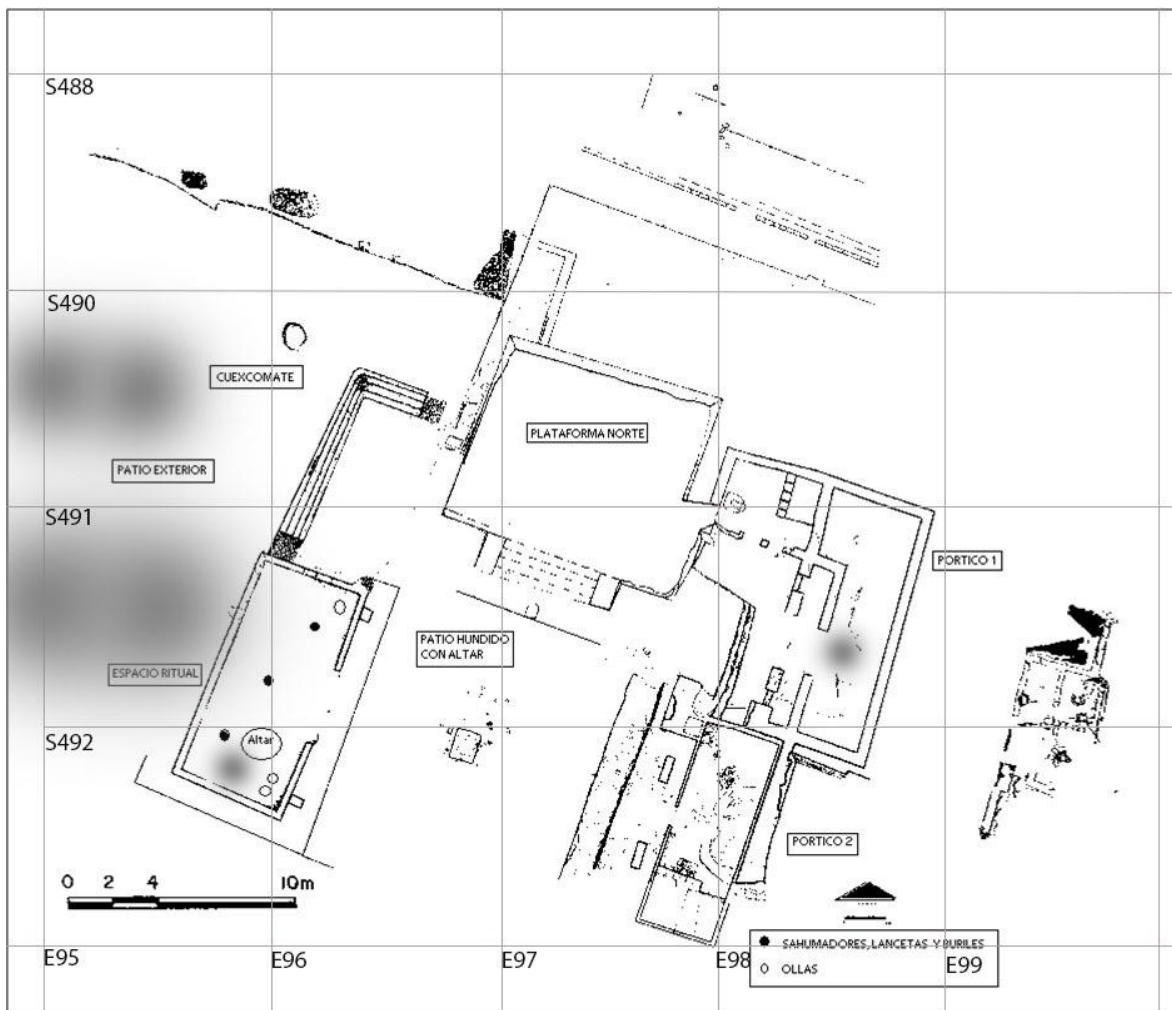 S488
S490
CUEXCOMATE
PLATAFORMA NORTE
PATIO EXTERIOR
S491
PORTICO 1
PATIO HUNDIDO
CON ALTAR
ESPACIO RITUAL
S492
Altar
PORTICO 2
0 2 4 10m
E95 E96 E97 E98 E99
SAHUMADORES, LANCETAS Y BURILES
OLLAS